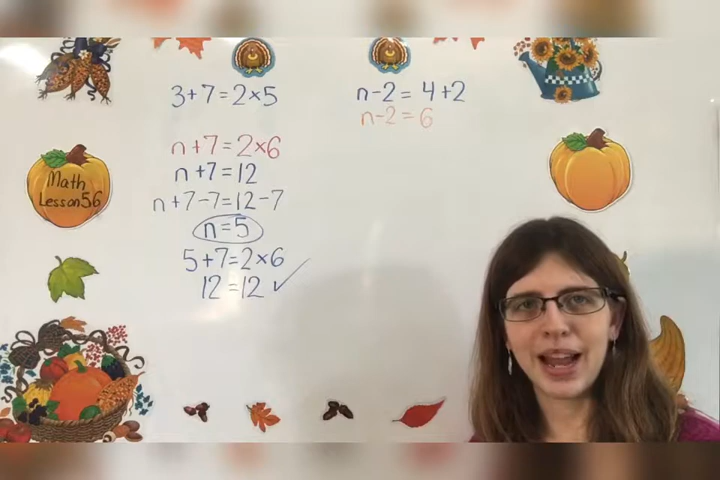 Math
Lesson 56
3+7=2×5
n+7=2×6
n+7=12
n+7-7=12-7
n=5
5+7=2×6
12=12✓
n-2=4+2
n-2=6